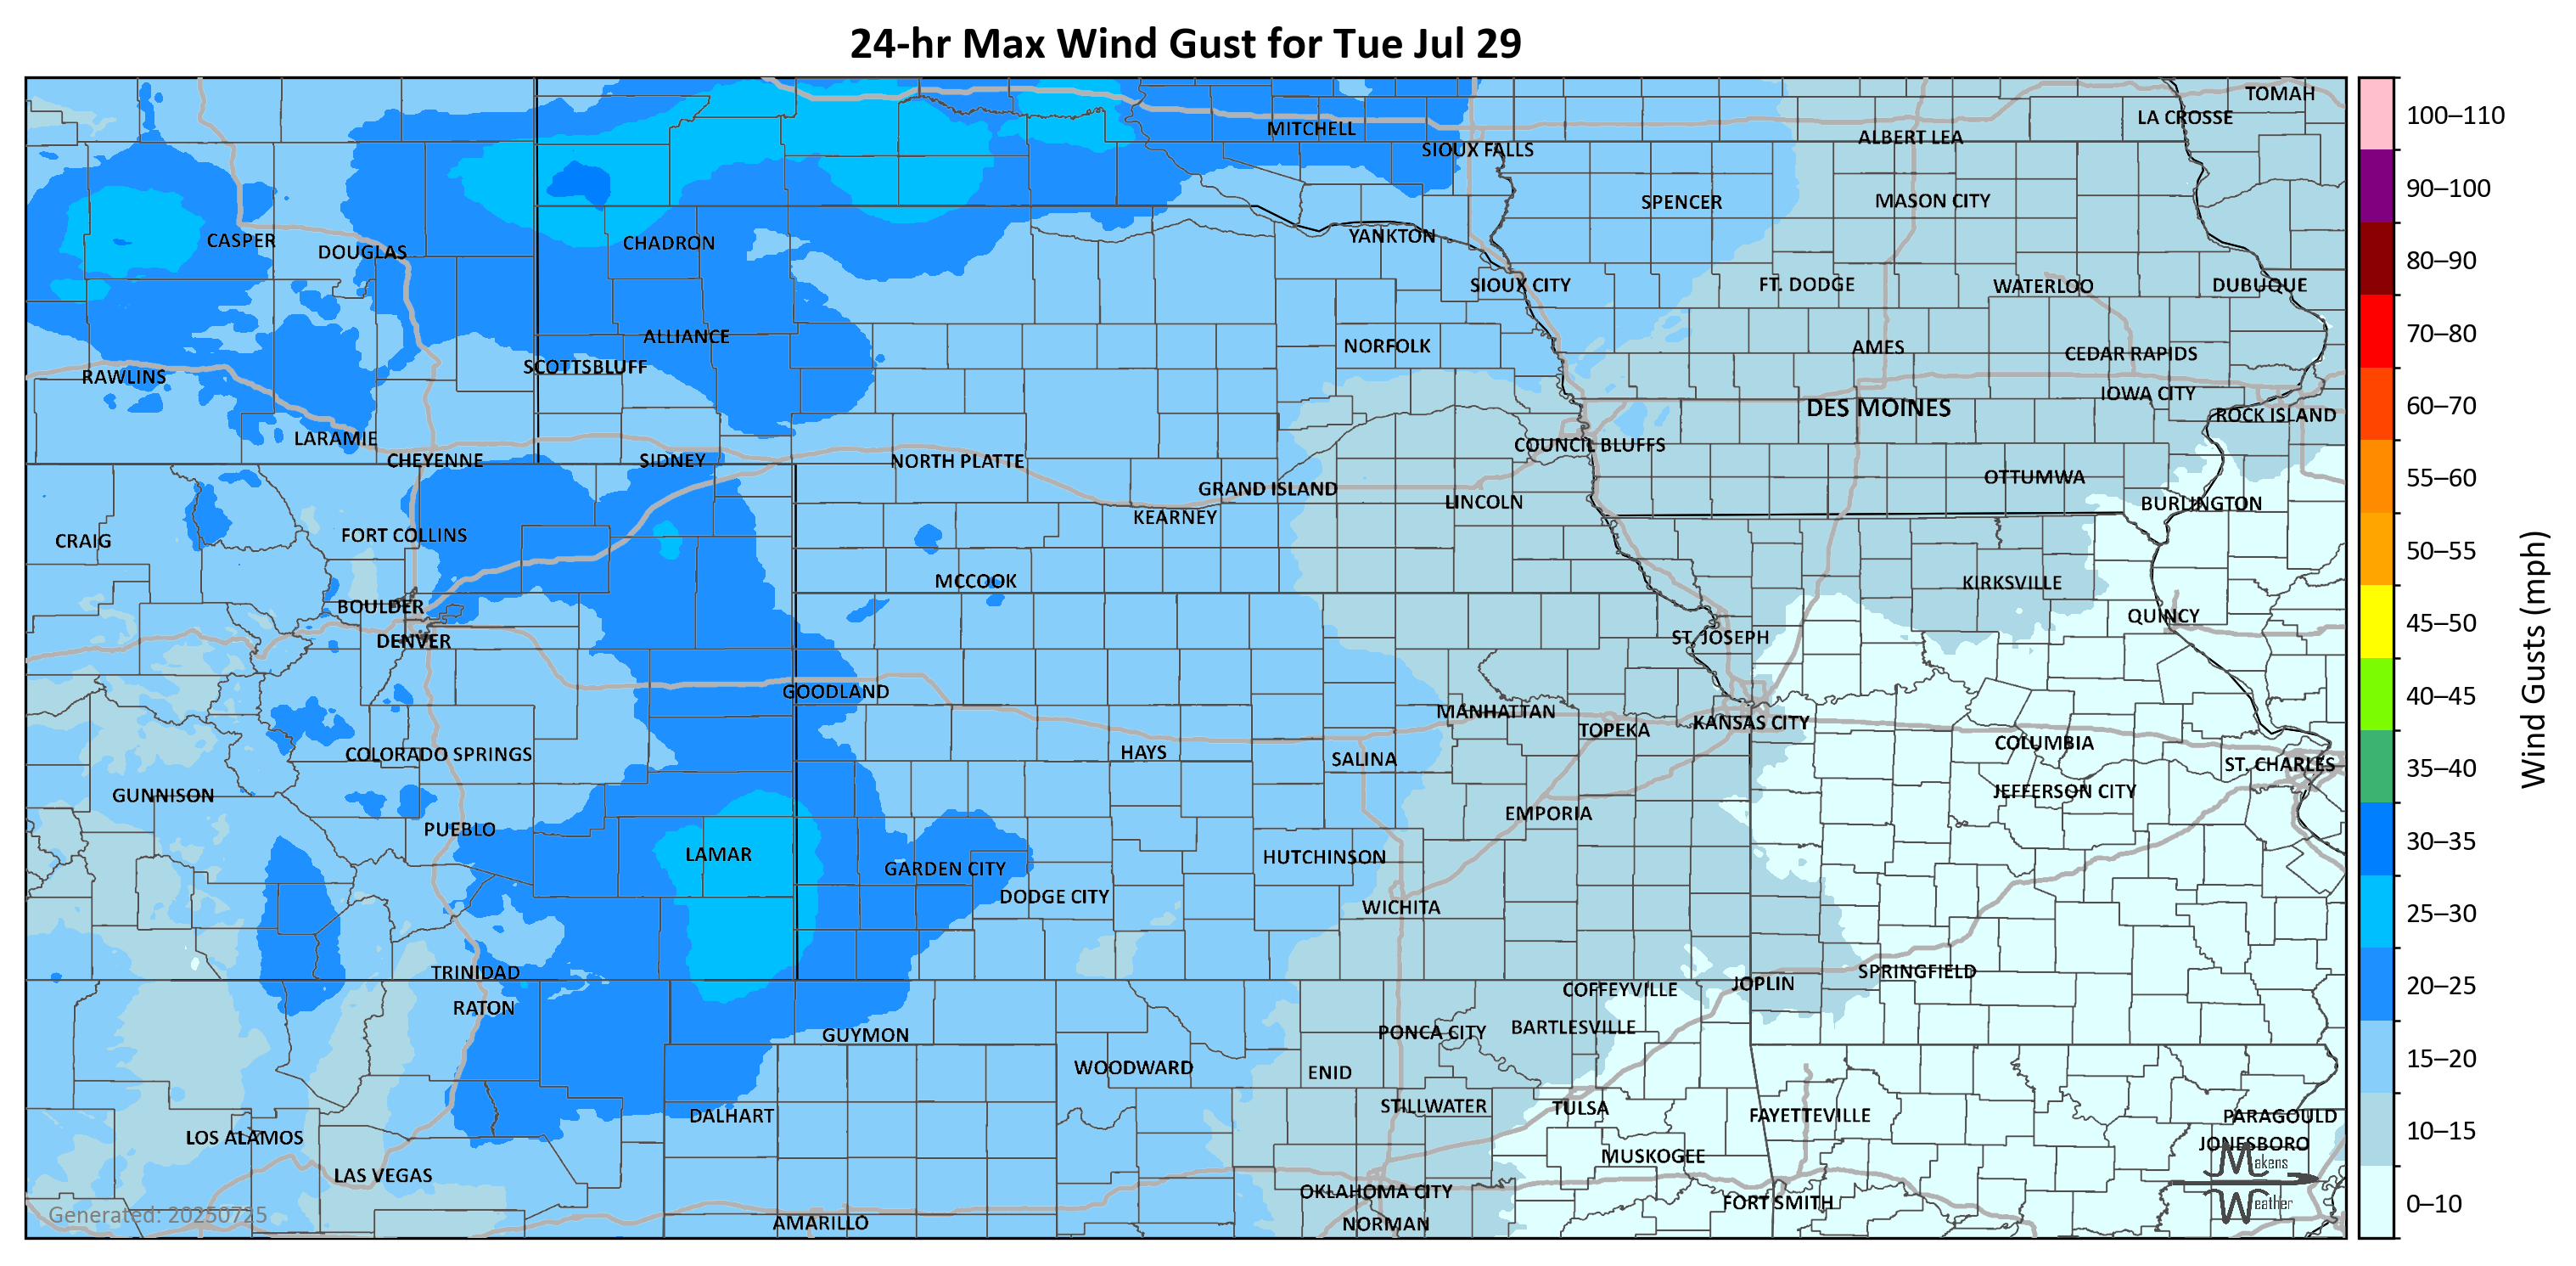 24-hr Max Wind Gust for Tue Jul 29
TOMAH
LA CROSSE
MITCHELL
ALBERT LEA
SIOUX FALLS
SPENCER
MASON CITY
CASPER
DOUGLAS
CHADRON
YANKTON
SIOUX CITY
FT. DODGE
WATERLOO
DUBUQUE
ALLIANCE
NORFOLK
AMES
CEDAR RAPIDS
SCOTTSBLUFF
RAWLINS
IOWA CITY
DES MOINES
ROCK ISLAND
LARAMIE
COUNCIL BLUFFS
CHEYENNE
SIDNEY
NORTH PLATTE
OTTUMWA
GRAND ISLAND
LINCOLN
BURLINGTON
KEARNEY
CRAIG
FORT COLLINS
MCCOOK
KIRKSVILLE
BOULDER
QUINCY
DENVER
ST. JOSEPH
GOODLAND
MANHATTAN
TOPEKA
KANSAS CITY
COLUMBIA
COLORADO SPRINGS
HAYS
SALINA
ST. CHARLES
GUNNISON
JEFFERSON CITY
EMPORIA
PUEBLO
LAMAR
HUTCHINSON
GARDEN CITY
DODGE CITY
WICHITA
TRINIDAD
SPRINGFIELD
JOPLIN
COFFEYVILLE
RATON
BARTLESVILLE
PONCA CITY
GUYMON
WOODWARD
ENID
STILLWATER
TULSA
DALHART
FAYETTEVILLE
PARAGOULD
LOS ALAMOS
JONESBORO
MUSKOGEE
LAS VEGAS
OKLAHOMA CITY
FORT SMITH
AMARILLO
NORMAN
Generated: 20250725
Makens
Weather
100–110
90–100
80–90
70–80
60–70
55–60
50–55
45–50
40–45
35–40
30–35
25–30
20–25
15–20
10–15
0–10
Wind Gusts (mph)